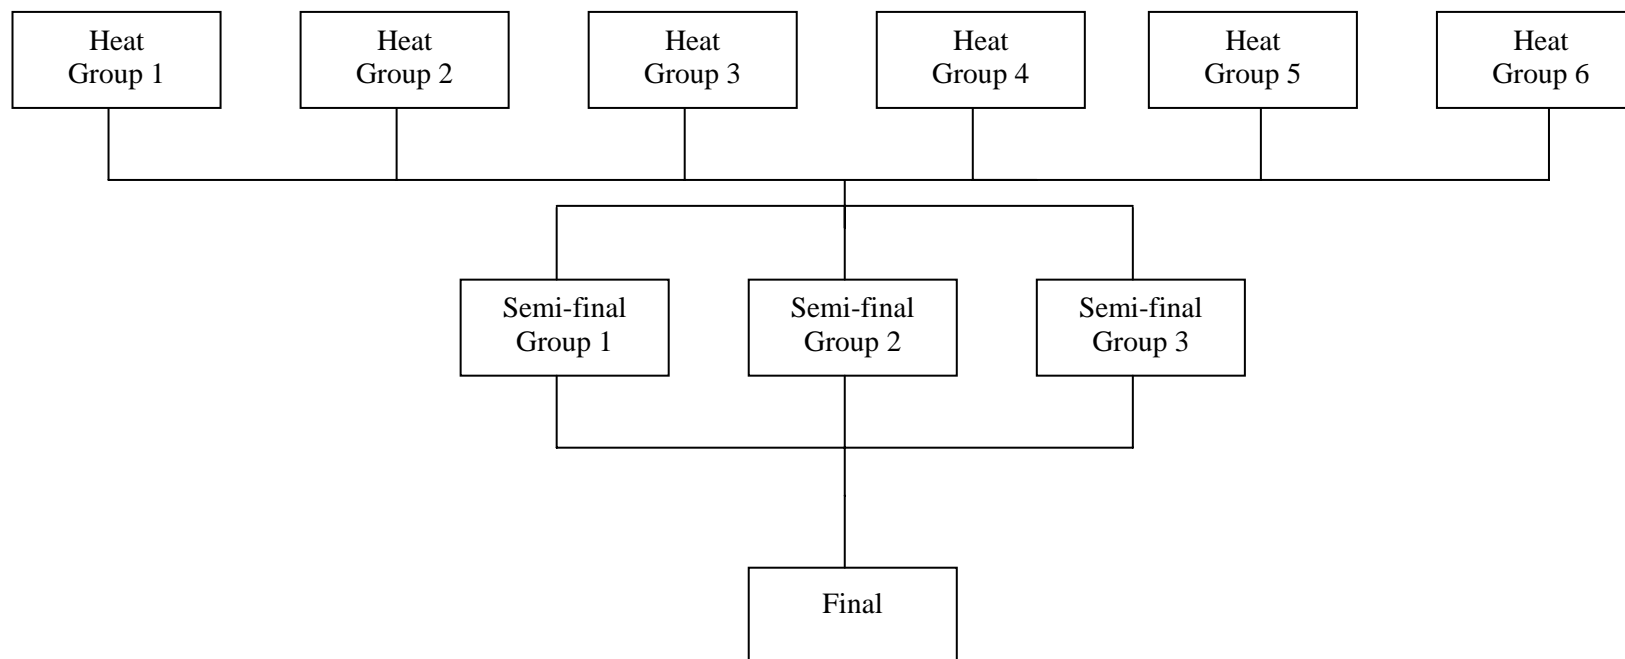 Heat
Group 1
Heat
Group 2
Heat
Group 3
Heat
Group 4
Heat
Group 5
Heat
Group 6
Semi-final
Group 1
Semi-final
Group 2
Semi-final
Group 3
Final